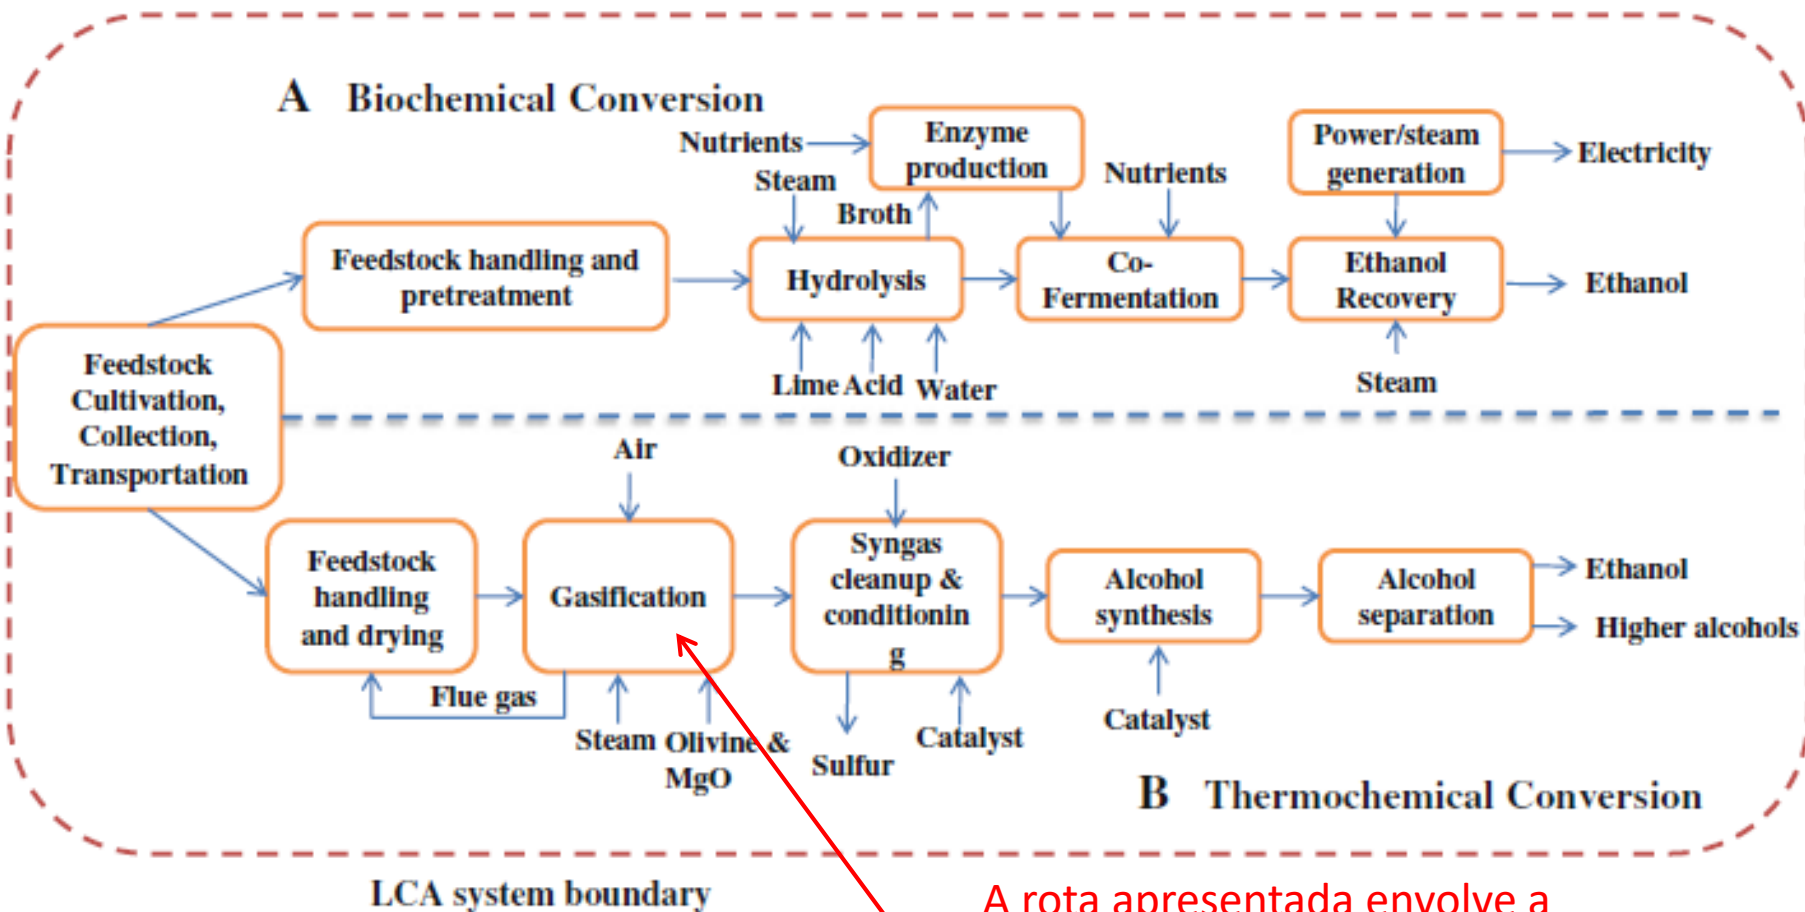 A Biochemical Conversion
Nutrients
Enzyme
production
Steam
Broth
Nutrients
Power/steam
generation
Electricity
Feedstock handling and
pretreatment
Hydrolysis
Co-
Fermentation
Ethanol
Recovery
Ethanol
Lime Acid Water
Steam
Feedstock
Cultivation,
Collection,
Transportation
Air
Oxidizer
Feedstock
handling
and drying
Gasification
Syngas
cleanup &
conditionin
g
Alcohol
synthesis
Alcohol
separation
Ethanol
Higher alcohols
Flue gas
Steam
Olivine &
MgO
Sulfur
Catalyst
Catalyst
B Thermochemical Conversion
LCA system boundary
A rota apresentada envolve a